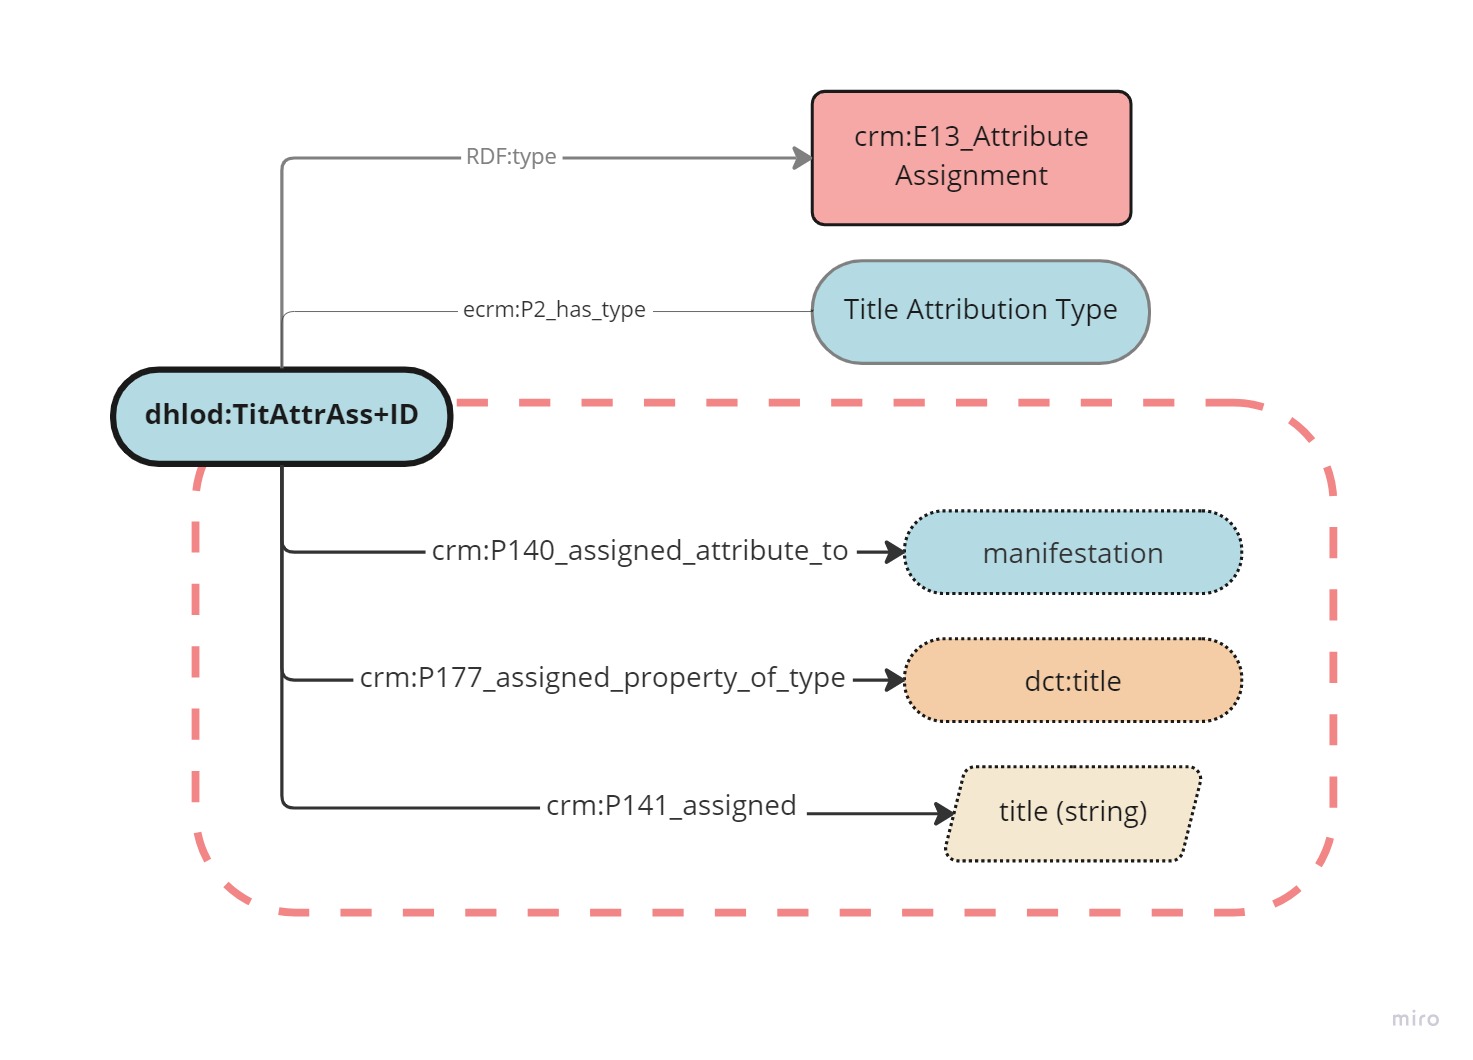 RDF:type
crm:E13_Attribute
Assignment
ecrm:P2_has_type
Title Attribution Type
dhlod:TitAttrAss+ID
crm:P140_assigned_attribute_to
manifestation
crm:P177_assigned_property_of_type
dct:title
crm:P141_assigned
title (string)
miro